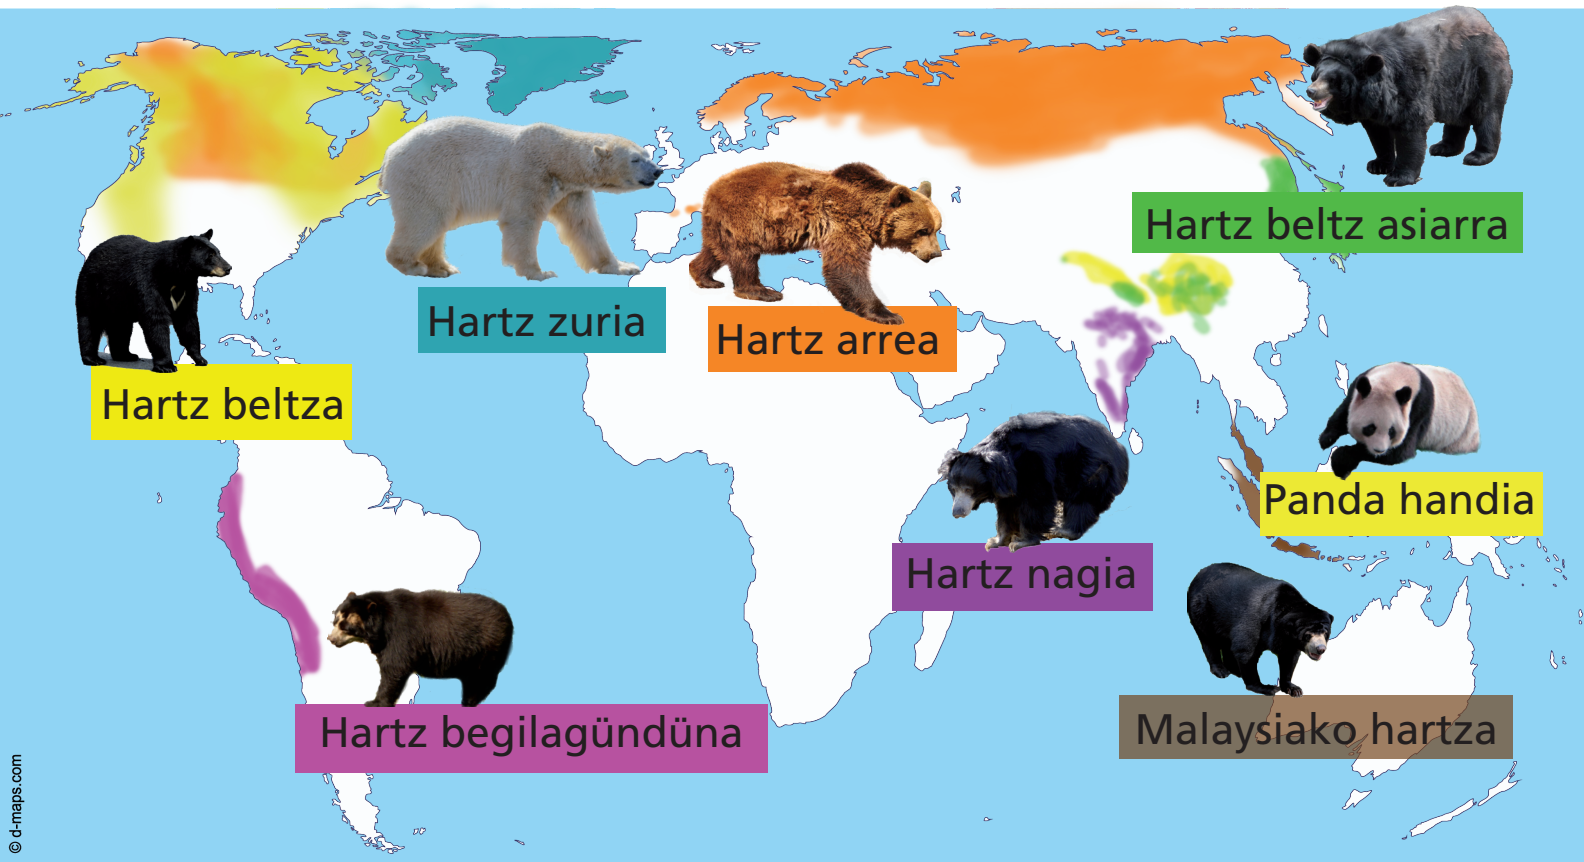 Hartz beltz asiarra
Hartz zuria
Hartz arrea
Hartz beltza
Panda handia
Hartz nagia
Hartz begilagündüna
Malaysiako hartza
© d-maps.com